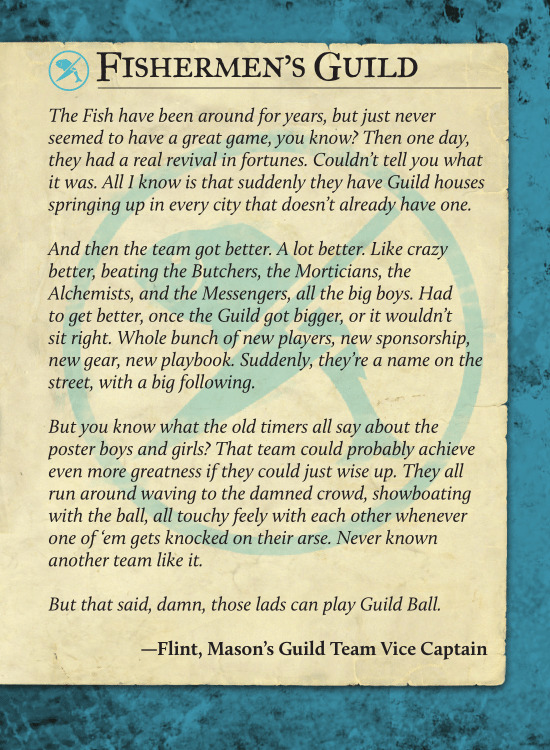 Fishermen's Guild
The Fish have been around for years, but just never
seemed to have a great game, you know? Then one day,
they had a real revival in fortunes. Couldn't tell you what
it was. All I know is that suddenly they have Guild houses
springing up in every city that doesn't already have one.
And then the team got better. A lot better. Like crazy
better, beating the Butchers, the Morticians, the
Alchemists, and the Messengers, all the big boys. Had
to get better, once the Guild got bigger, or it wouldn't
sit right. Whole bunch of new players, new sponsorship,
new gear, new playbook. Suddenly, they're a name on the
street, with a big following.
But you know what the old timers all say about the
poster boys and girls? That team could probably achieve
even more greatness if they could just wise up. They all
run around waving to the damned crowd, showboating
with the ball, all touchy feely with each other whenever
one of ‘em gets knocked on their arse. Never known
another team like it.
But that said, damn, those lads can play Guild Ball.
—Flint, Mason's Guild Team Vice Captain